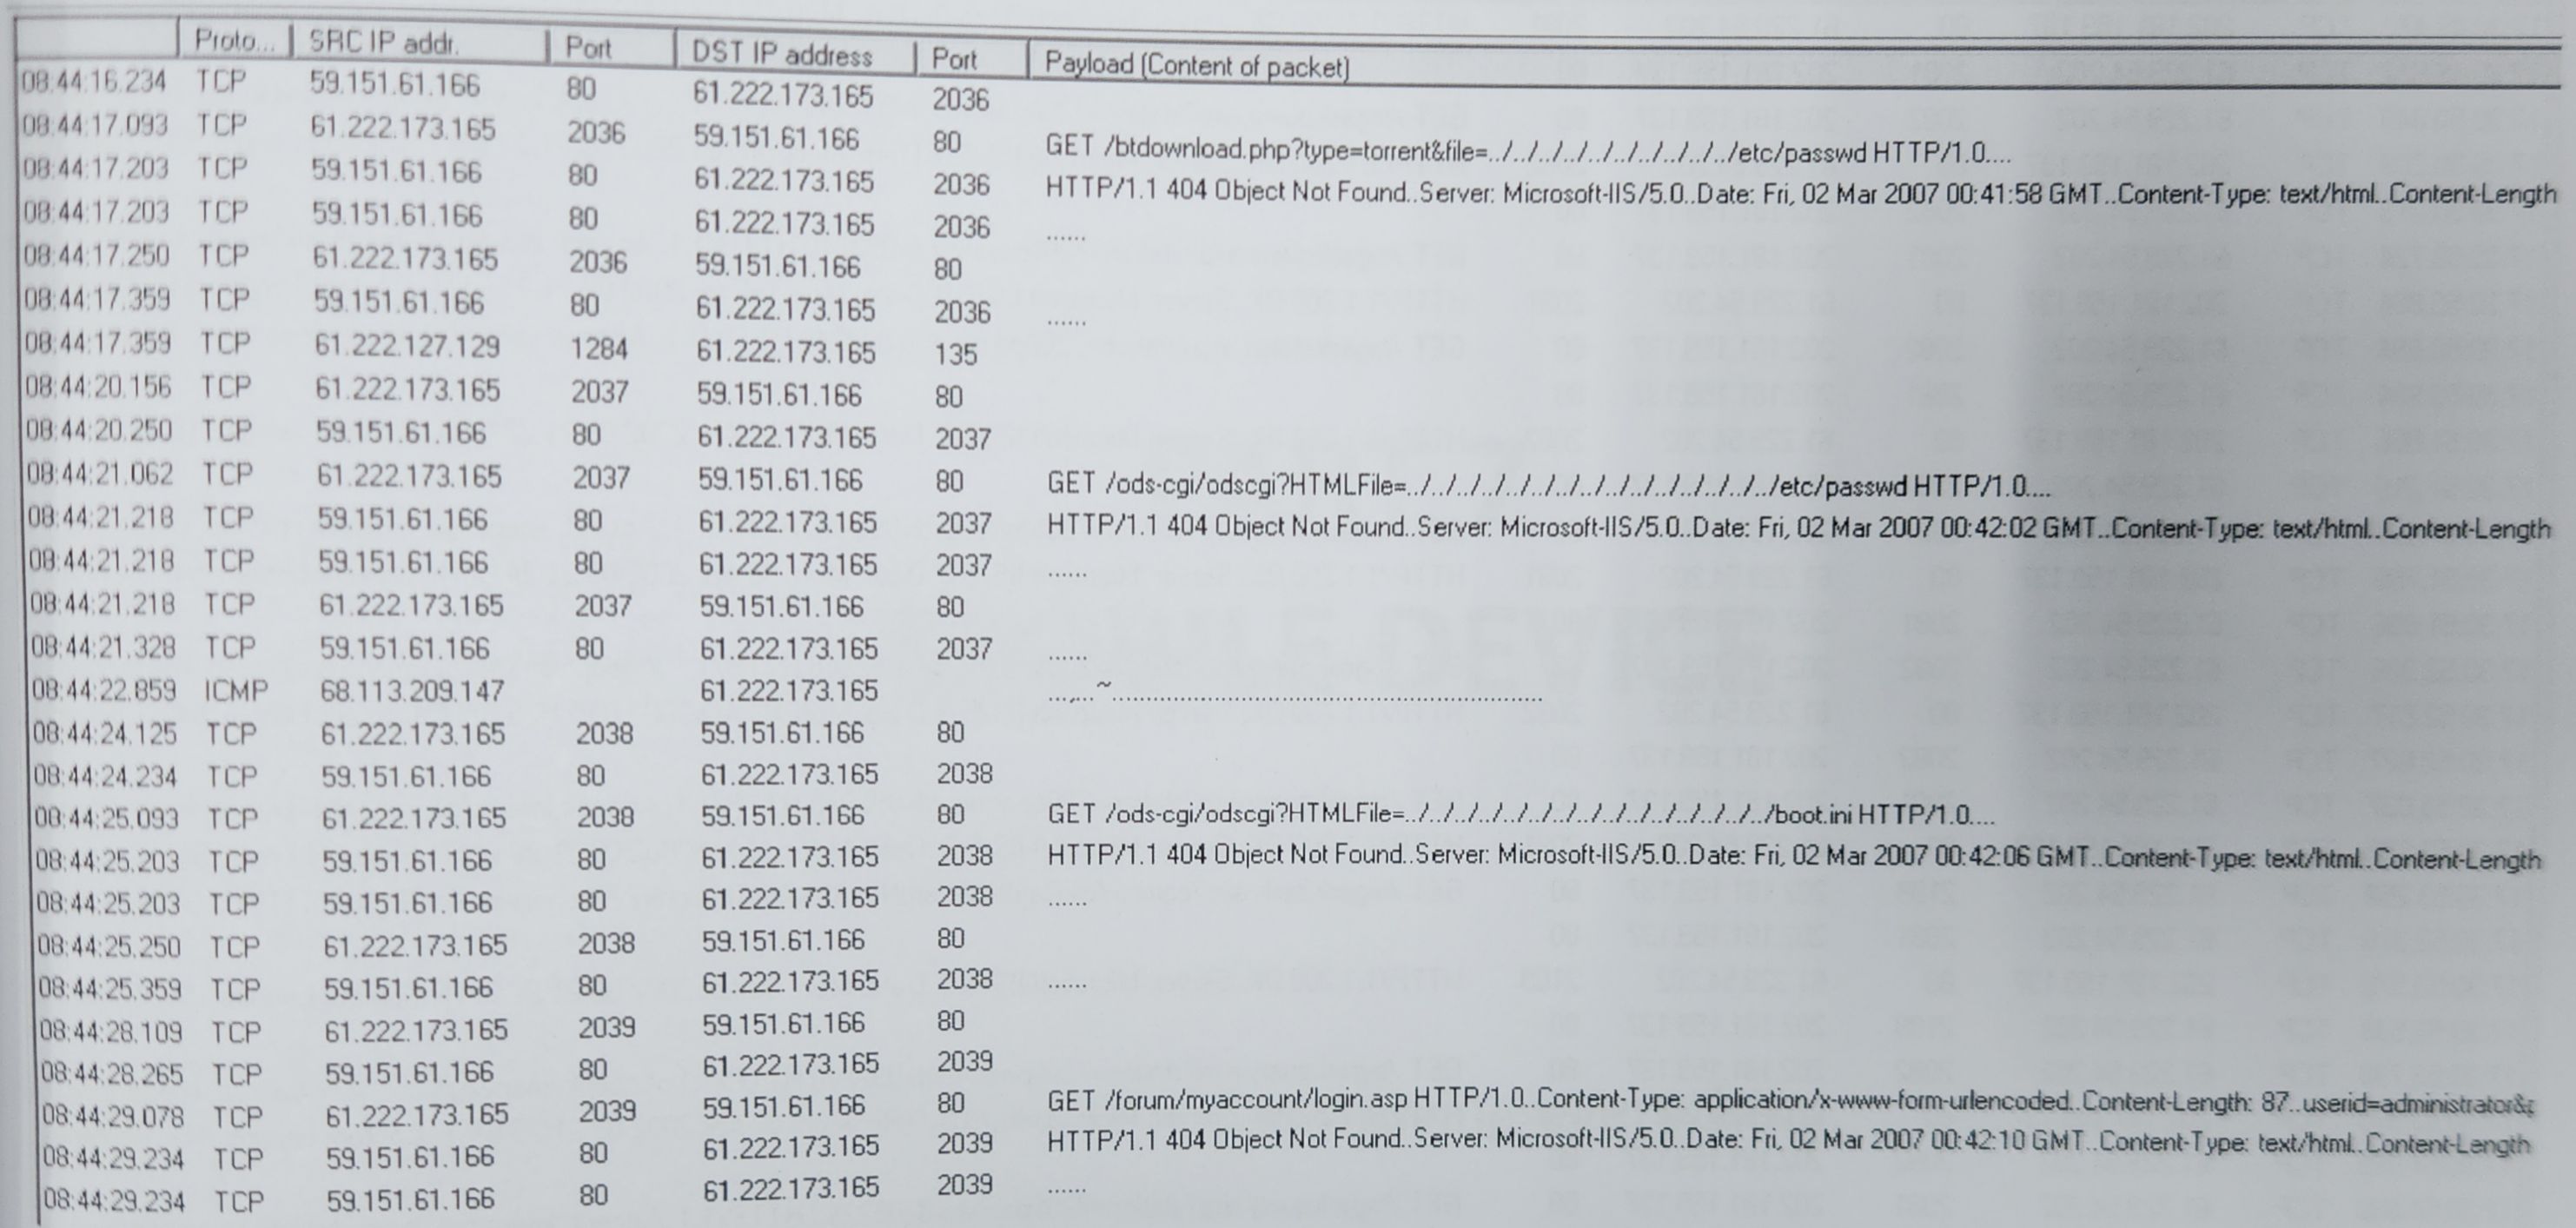 Proto... SRC IP addr. Port DST IP address Port Payload (Content of packet)
08:44:16.234 TCP 59.151.61.166 80 61.222.173.165 2036
08:44:17.093 TCP 61.222.173.165 2036 59.151.61.166 80 GET /btdownload.php?type=torrent&file=../../../../../../../../../../etc/passwd HTTP/1.0....
08:44:17.203 TCP 59.151.61.166 80 61.222.173.165 2036 HTTP/1.1 404 Object Not Found..Server: Microsoft-IIS/5.0..Date: Fri, 02 Mar 2007 00:41:58 GMT..Content-Type: text/html..Content-Length
08:44:17.203 TCP 59.151.61.166 80 61.222.173.165 2036 ......
08:44:17.250 TCP 61.222.173.165 2036 59.151.61.166 80
08:44:17.359 TCP 59.151.61.166 80 61.222.173.165 2036 ......
08:44:17.359 TCP 61.222.127.129 1284 61.222.173.165 135
08:44:20.156 TCP 61.222.173.165 2037 59.151.61.166 80
08:44:20.250 TCP 59.151.61.166 80 61.222.173.165 2037
08:44:21.062 TCP 61.222.173.165 2037 59.151.61.166 80 GET /ods-cgi/odscgi?HTMLFile=../../../../../../../../../../../../../../../etc/passwd HTTP/1.0....
08:44:21.218 TCP 59.151.61.166 80 61.222.173.165 2037 HTTP/1.1 404 Object Not Found..Server: Microsoft-IIS/5.0..Date: Fri, 02 Mar 2007 00:42:02 GMT..Content-Type: text/html..Content-Length
08:44:21.218 TCP 59.151.61.166 80 61.222.173.165 2037 ......
08:44:21.218 TCP 61.222.173.165 2037 59.151.61.166 80
08:44:21.328 TCP 59.151.61.166 80 61.222.173.165 2037 ......
08:44:22.859 ICMP 68.113.209.147 61.222.173.165 ...,...~......................................................................
08:44:24.125 TCP 61.222.173.165 2038 59.151.61.166 80
08:44:24.234 TCP 59.151.61.166 80 61.222.173.165 2038
08:44:25.093 TCP 61.222.173.165 2038 59.151.61.166 80 GET /ods-cgi/odscgi?HTMLFile=../../../../../../../../../../../../../../../boot.ini HTTP/1.0....
08:44:25.203 TCP 59.151.61.166 80 61.222.173.165 2038 HTTP/1.1 404 Object Not Found..Server: Microsoft-IIS/5.0..Date: Fri, 02 Mar 2007 00:42:06 GMT..Content-Type: text/html..Content-Length
08:44:25.203 TCP 59.151.61.166 80 61.222.173.165 2038 ......
08:44:25.250 TCP 61.222.173.165 2038 59.151.61.166 80
08:44:25.359 TCP 59.151.61.166 80 61.222.173.165 2038 ......
08:44:28.109 TCP 61.222.173.165 2039 59.151.61.166 80
08:44:28.265 TCP 59.151.61.166 80 61.222.173.165 2039
08:44:29.078 TCP 61.222.173.165 2039 59.151.61.166 80 GET /forum/myaccount/login.asp HTTP/1.0..Content-Type: application/x-www-form-urlencoded..Content-Length: 87..userid=administrator&
08:44:29.234 TCP 59.151.61.166 80 61.222.173.165 2039 HTTP/1.1 404 Object Not Found..Server: Microsoft-IIS/5.0..Date: Fri, 02 Mar 2007 00:42:10 GMT..Content-Type: text/html..Content-Length
08:44:29.234 TCP 59.151.61.166 80 61.222.173.165 2039 ......